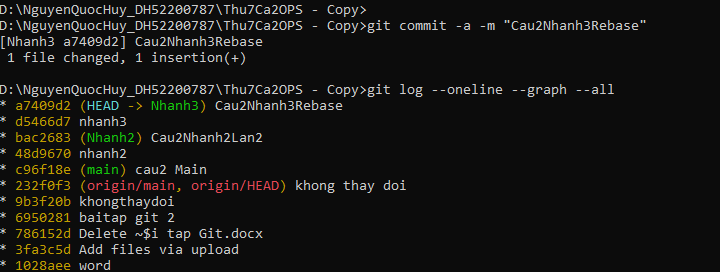 D:\NguyenQuocHuy_DH52200787\Thu7Ca2OPS - Copy>
D:\NguyenQuocHuy_DH52200787\Thu7Ca2OPS - Copy>git commit -a -m "Cau2Nhanh3Rebase"
[Nhanh3 a7409d2] Cau2Nhanh3Rebase
 1 file changed, 1 insertion(+)
D:\NguyenQuocHuy_DH52200787\Thu7Ca2OPS - Copy>git log --oneline --graph --all
* a7409d2 (HEAD -> Nhanh3) Cau2Nhanh3Rebase
* d5466d7 nhanh3
* bac2683 (Nhanh2) Cau2Nhanh2Lan2
* 48d9670 nhanh2
* c96f18e (main) cau2 Main
* 232f0f3 (origin/main, origin/HEAD) khong thay doi
* 9b3f20b khongthaydoi
* 6950281 baitap git 2
* 786152d Delete ~$i tap Git.docx
* 3fa3c5d Add files via upload
* 1028aee word